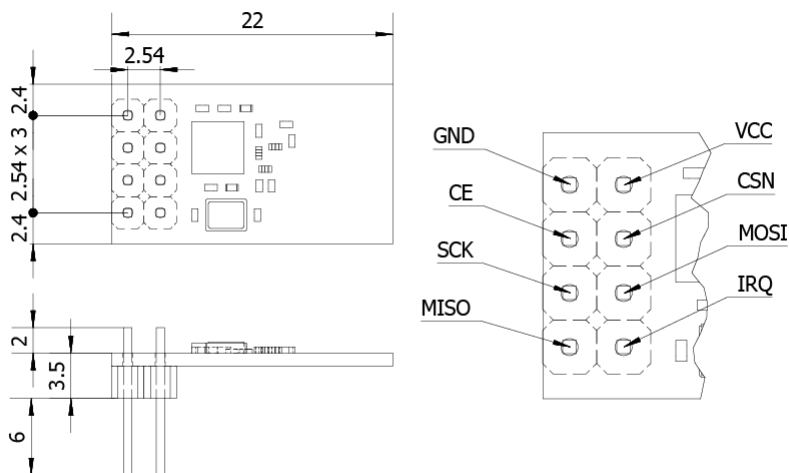 22
2.54
2.4
2.54 x 3
2.4
2
3.5
6
GND
VCC
CE
CSN
SCK
MOSI
MISO
IRQ